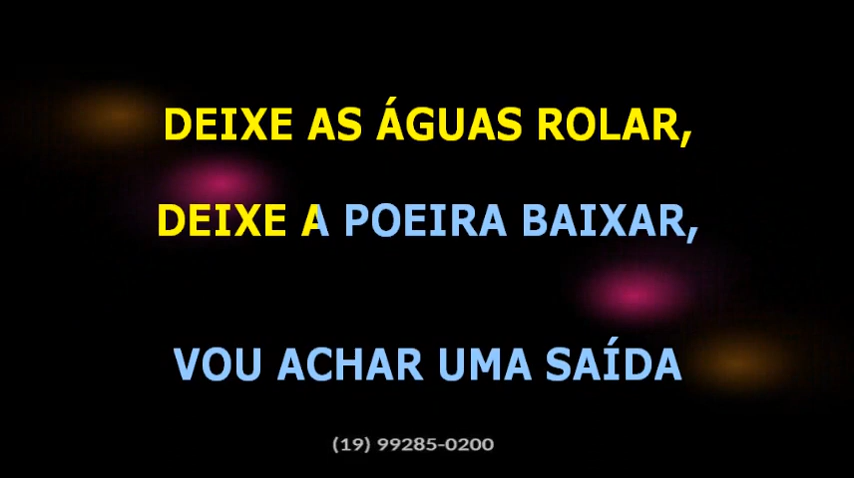 DEIXE AS ÁGUAS ROLAR,
DEIXE A POEIRA BAIXAR,
VOU ACHAR UMA SAÍDA
(19) 99285-0200